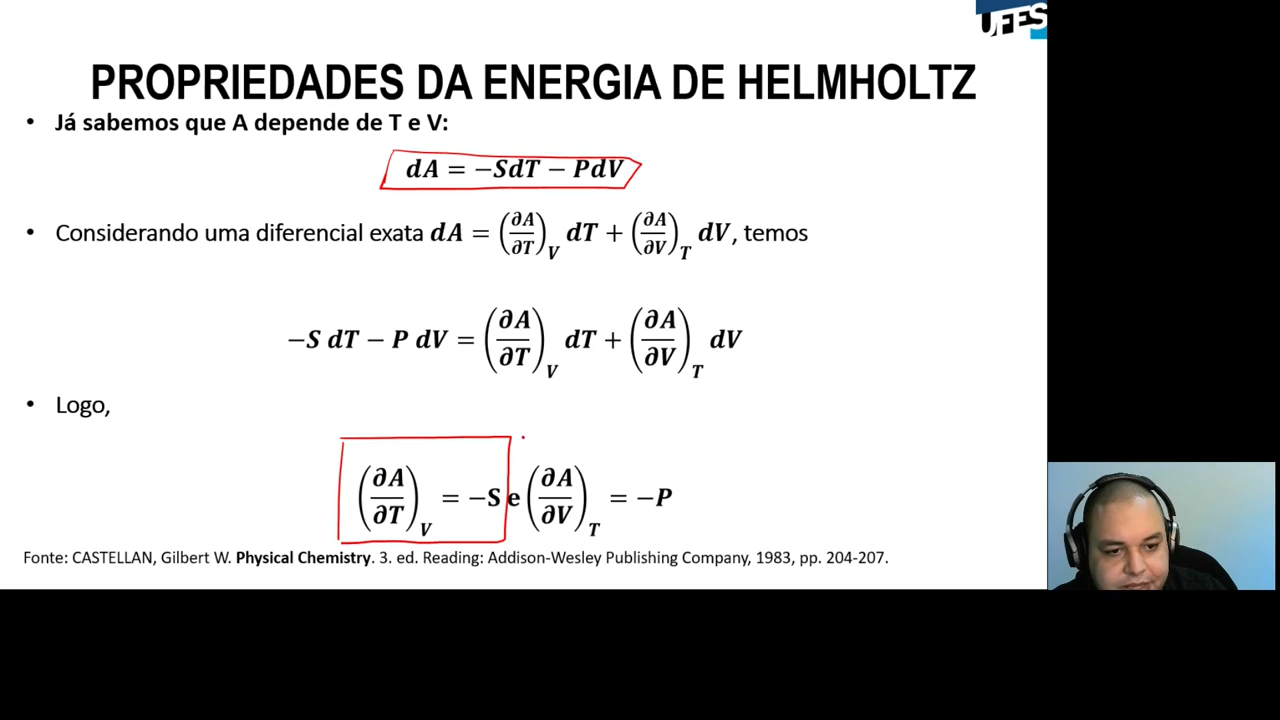 UFES
PROPRIEDADES DA ENERGIA DE HELMHOLTZ
• Já sabemos que A depende de T e V:
dA = −SdT − PdV
• Considerando uma diferencial exata dA = (∂A/∂T)_V dT + (∂A/∂V)_T dV, temos
−S dT − P dV = (∂A/∂T)_V dT + (∂A/∂V)_T dV
• Logo,
(∂A/∂T)_V = −S e (∂A/∂V)_T = −P
Fonte: CASTELLAN, Gilbert W. Physical Chemistry. 3. ed. Reading: Addison-Wesley Publishing Company, 1983, pp. 204-207.